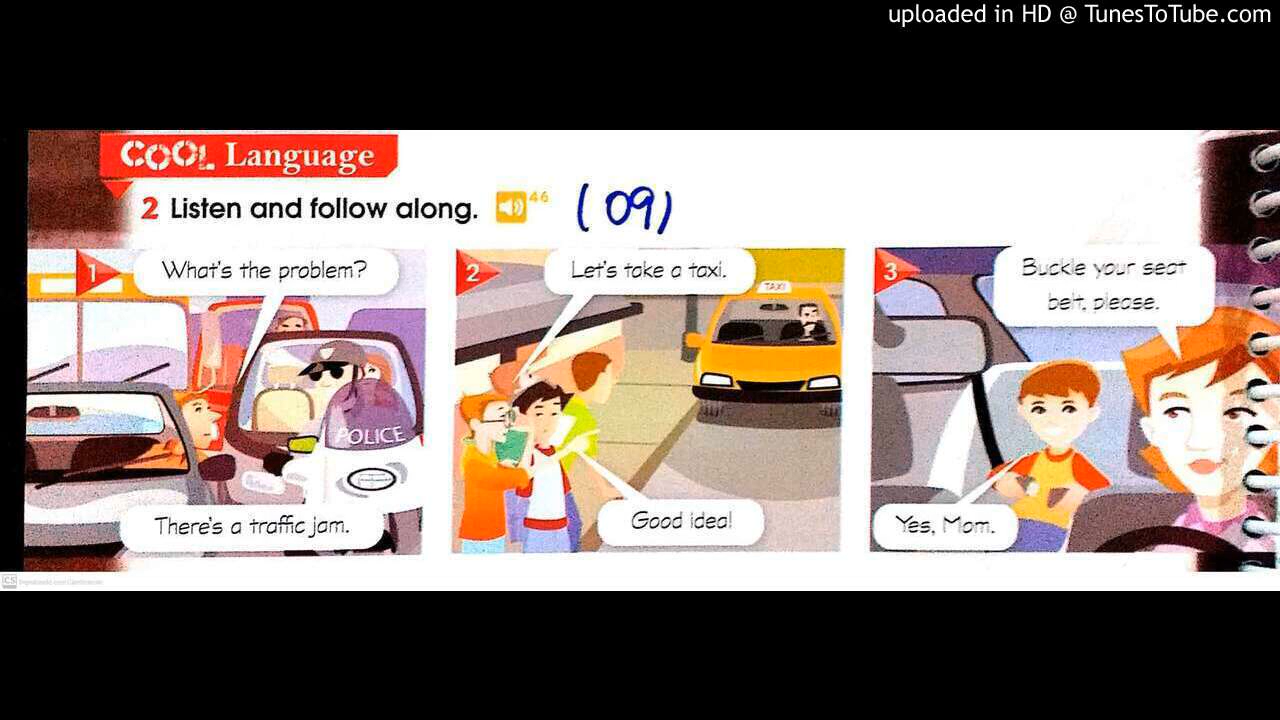 uploaded in HD @ TunesToTube.com
COOL Language
2 Listen and follow along. 46 (09)
1
What's the problem?
POLICE
There's a traffic jam.
2
Let's take a taxi.
TAXI
Good idea!
3
Buckle your seat
belt, please.
Yes, Mom.
CS